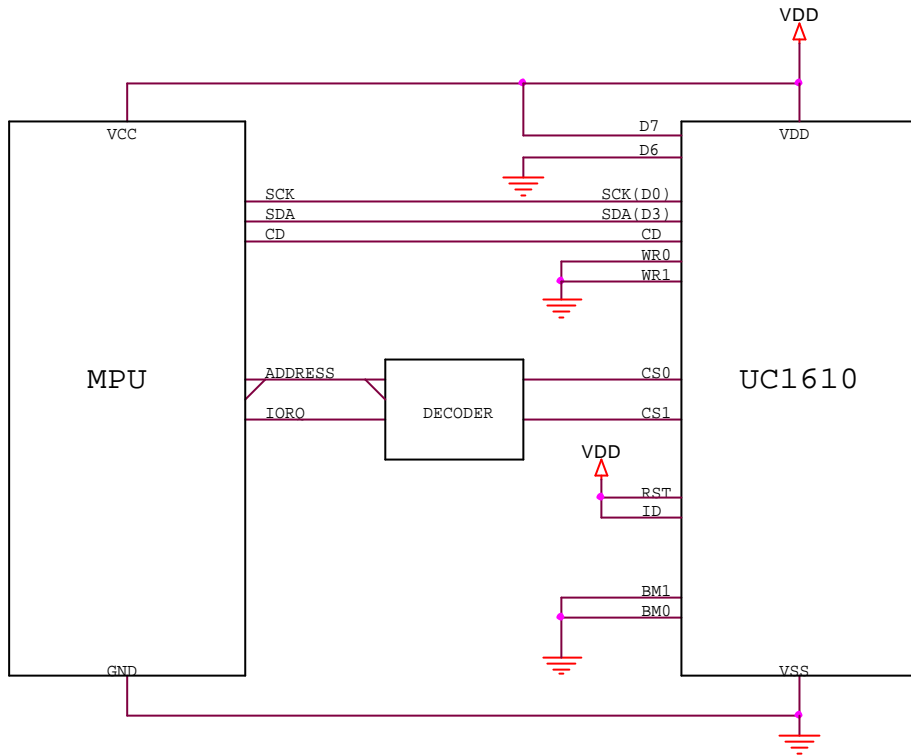 VDD
VCC
VDD
D7
D6
SCK
SCK(D0)
SDA
SDA(D3)
CD
CD
WR0
WR1
MPU
ADDRESS
CS0
UC1610
IORQ
DECODER
CS1
VDD
RST
ID
BM1
BM0
GND
VSS